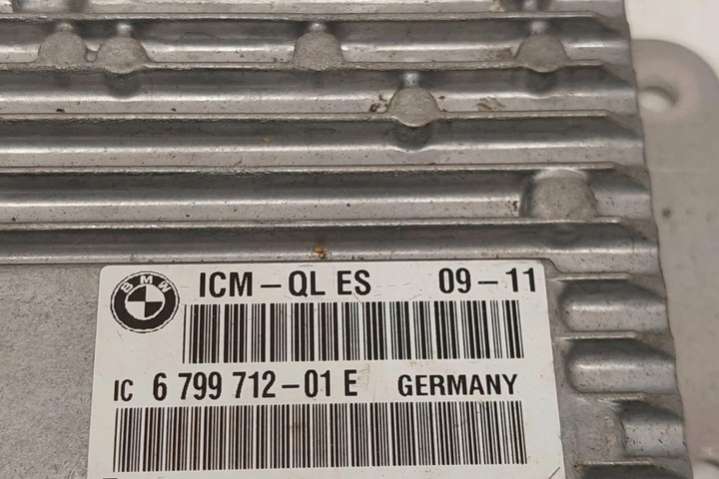 BMW
ICM-QL ES 09-11
IC 6 799 712-01 E GERMANY